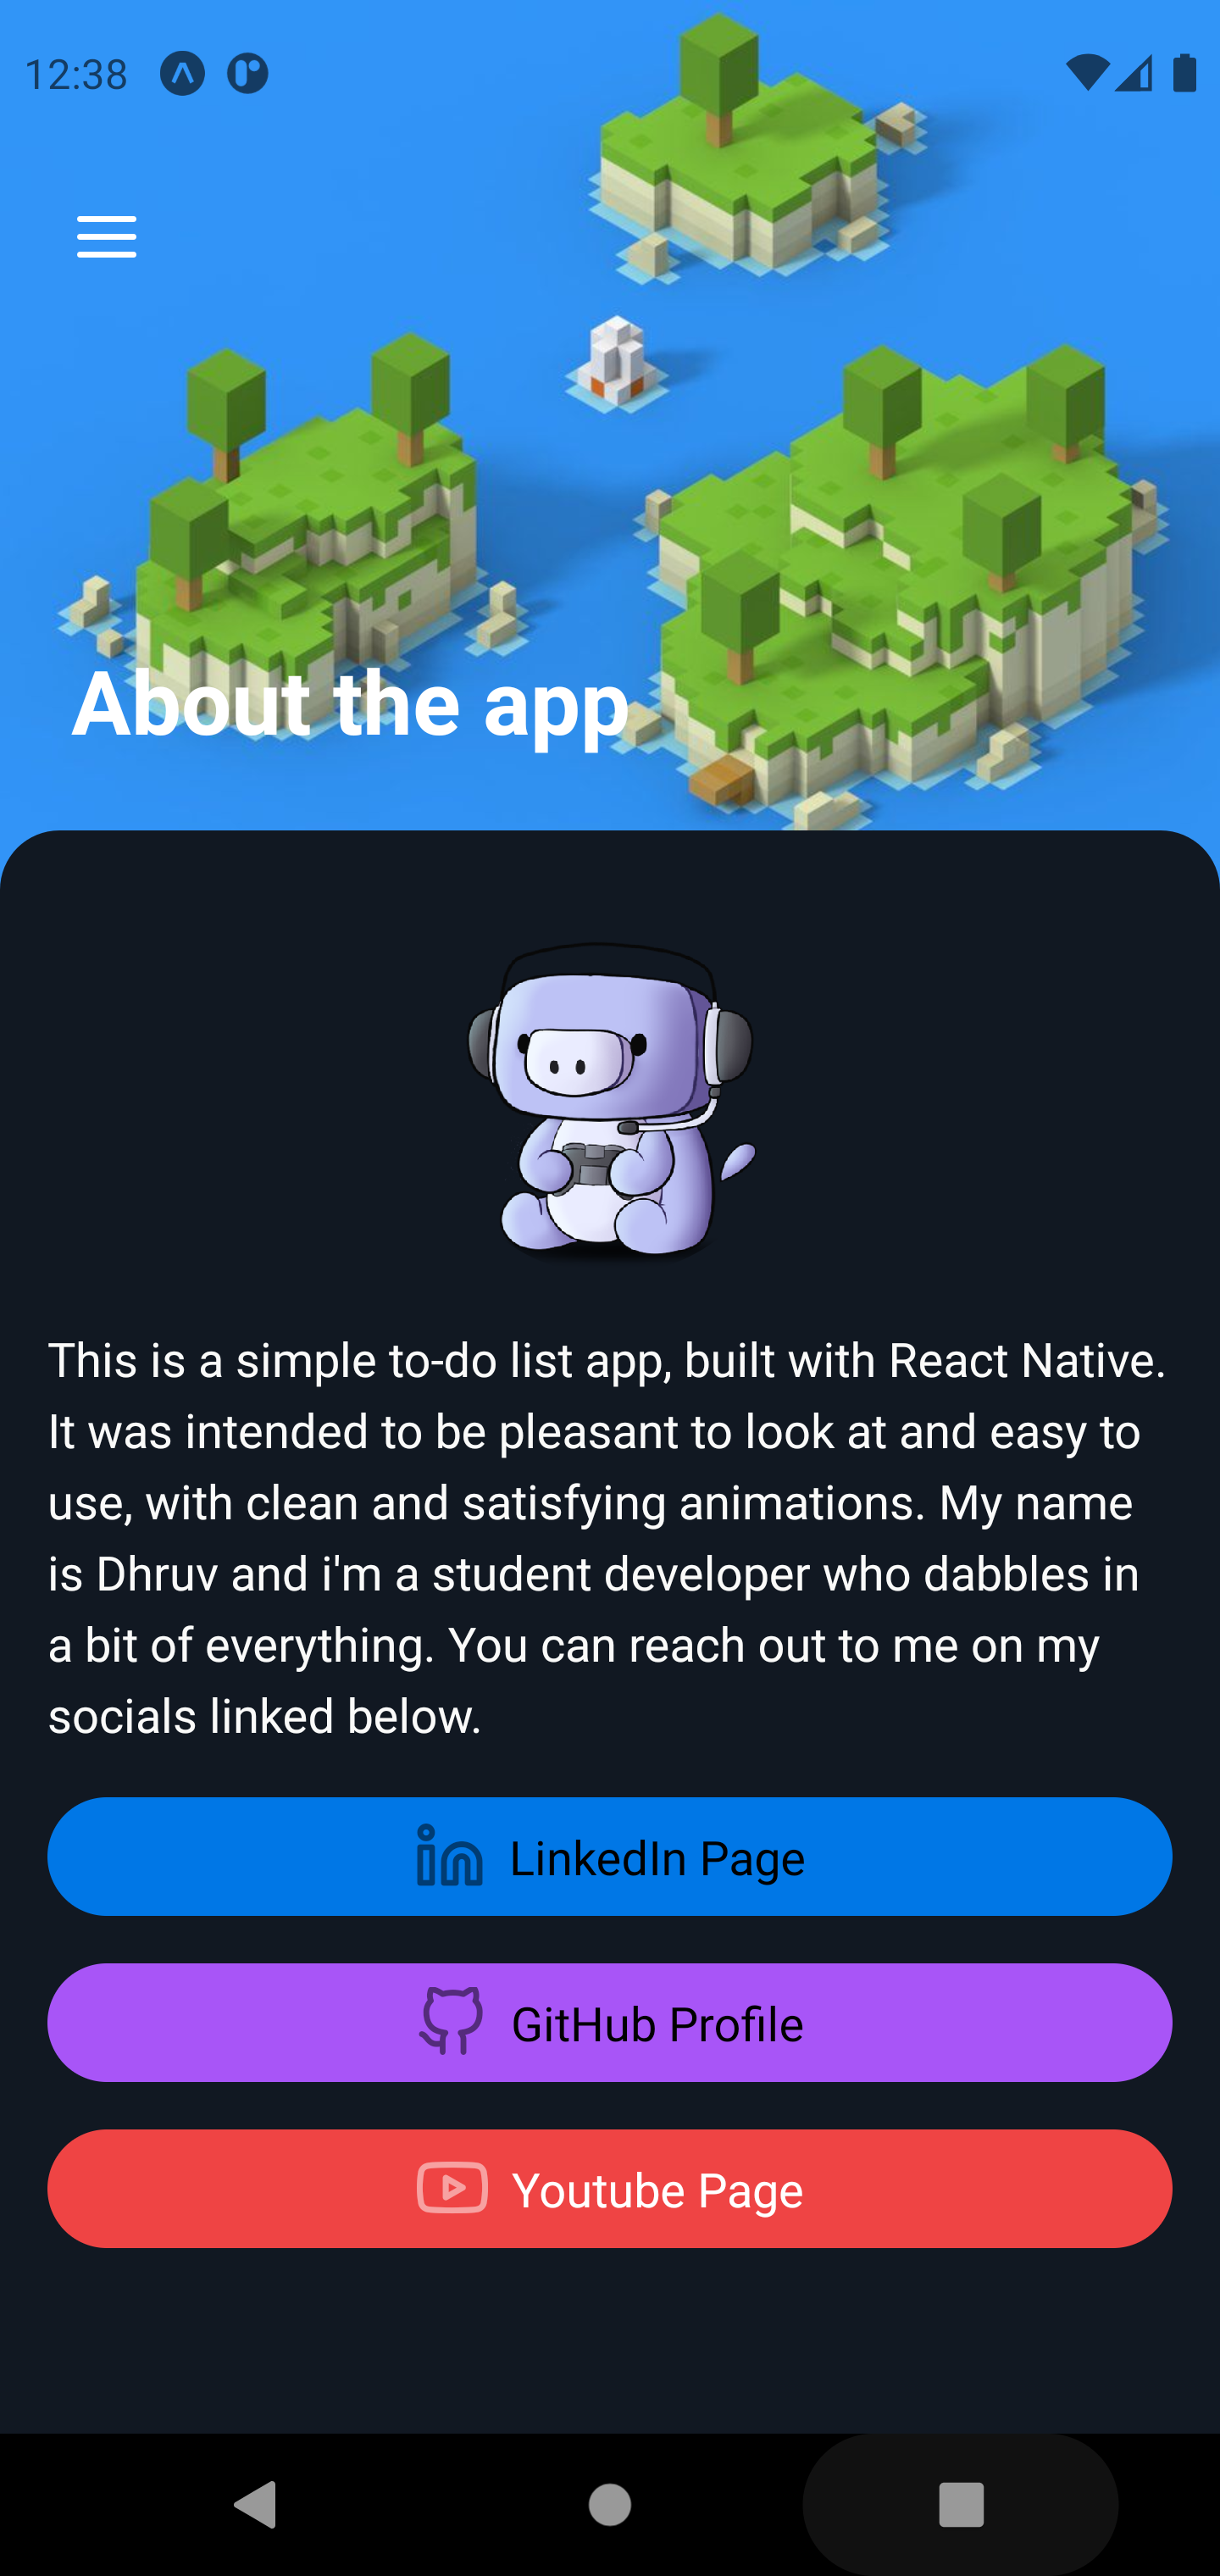 12:38
About the app
This is a simple to-do list app, built with React Native.
It was intended to be pleasant to look at and easy to
use, with clean and satisfying animations. My name
is Dhruv and i'm a student developer who dabbles in
a bit of everything. You can reach out to me on my
socials linked below.
LinkedIn Page
GitHub Profile
Youtube Page